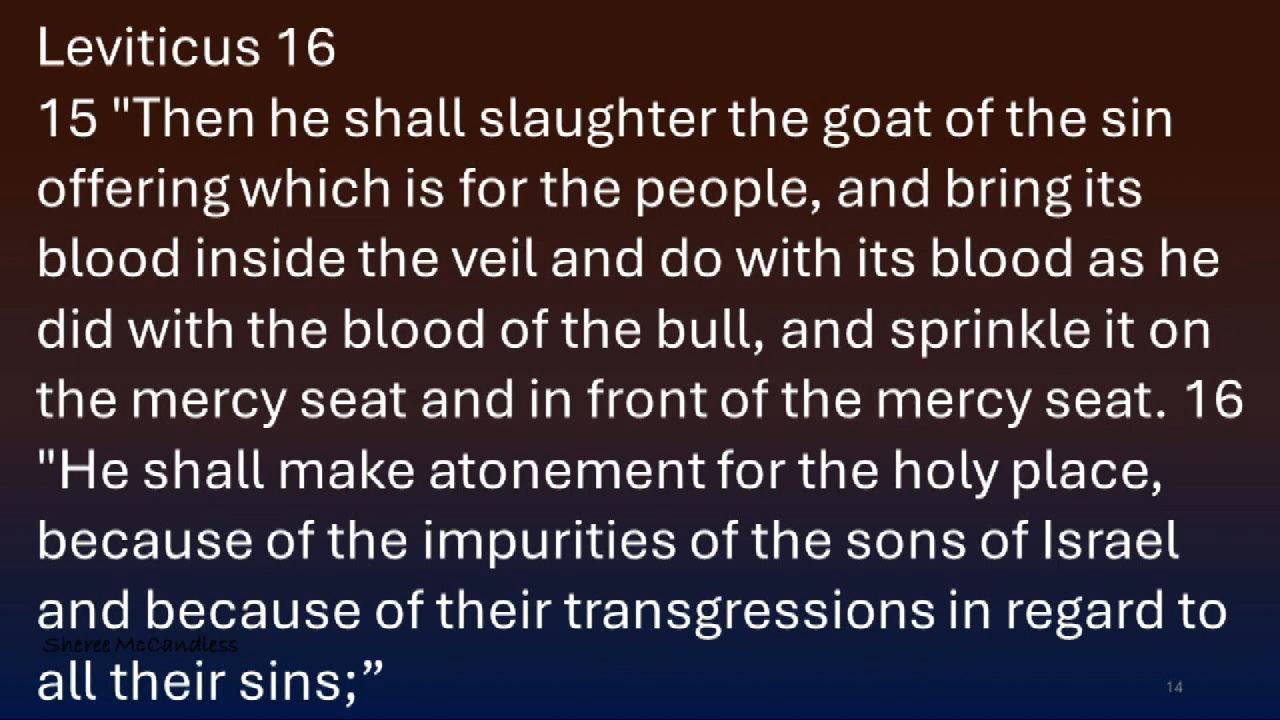 Leviticus 16
15 "Then he shall slaughter the goat of the sin
offering which is for the people, and bring its
blood inside the veil and do with its blood as he
did with the blood of the bull, and sprinkle it on
the mercy seat and in front of the mercy seat. 16
"He shall make atonement for the holy place,
because of the impurities of the sons of Israel
and because of their transgressions in regard to
Sheree McCandless
all their sins;”
14